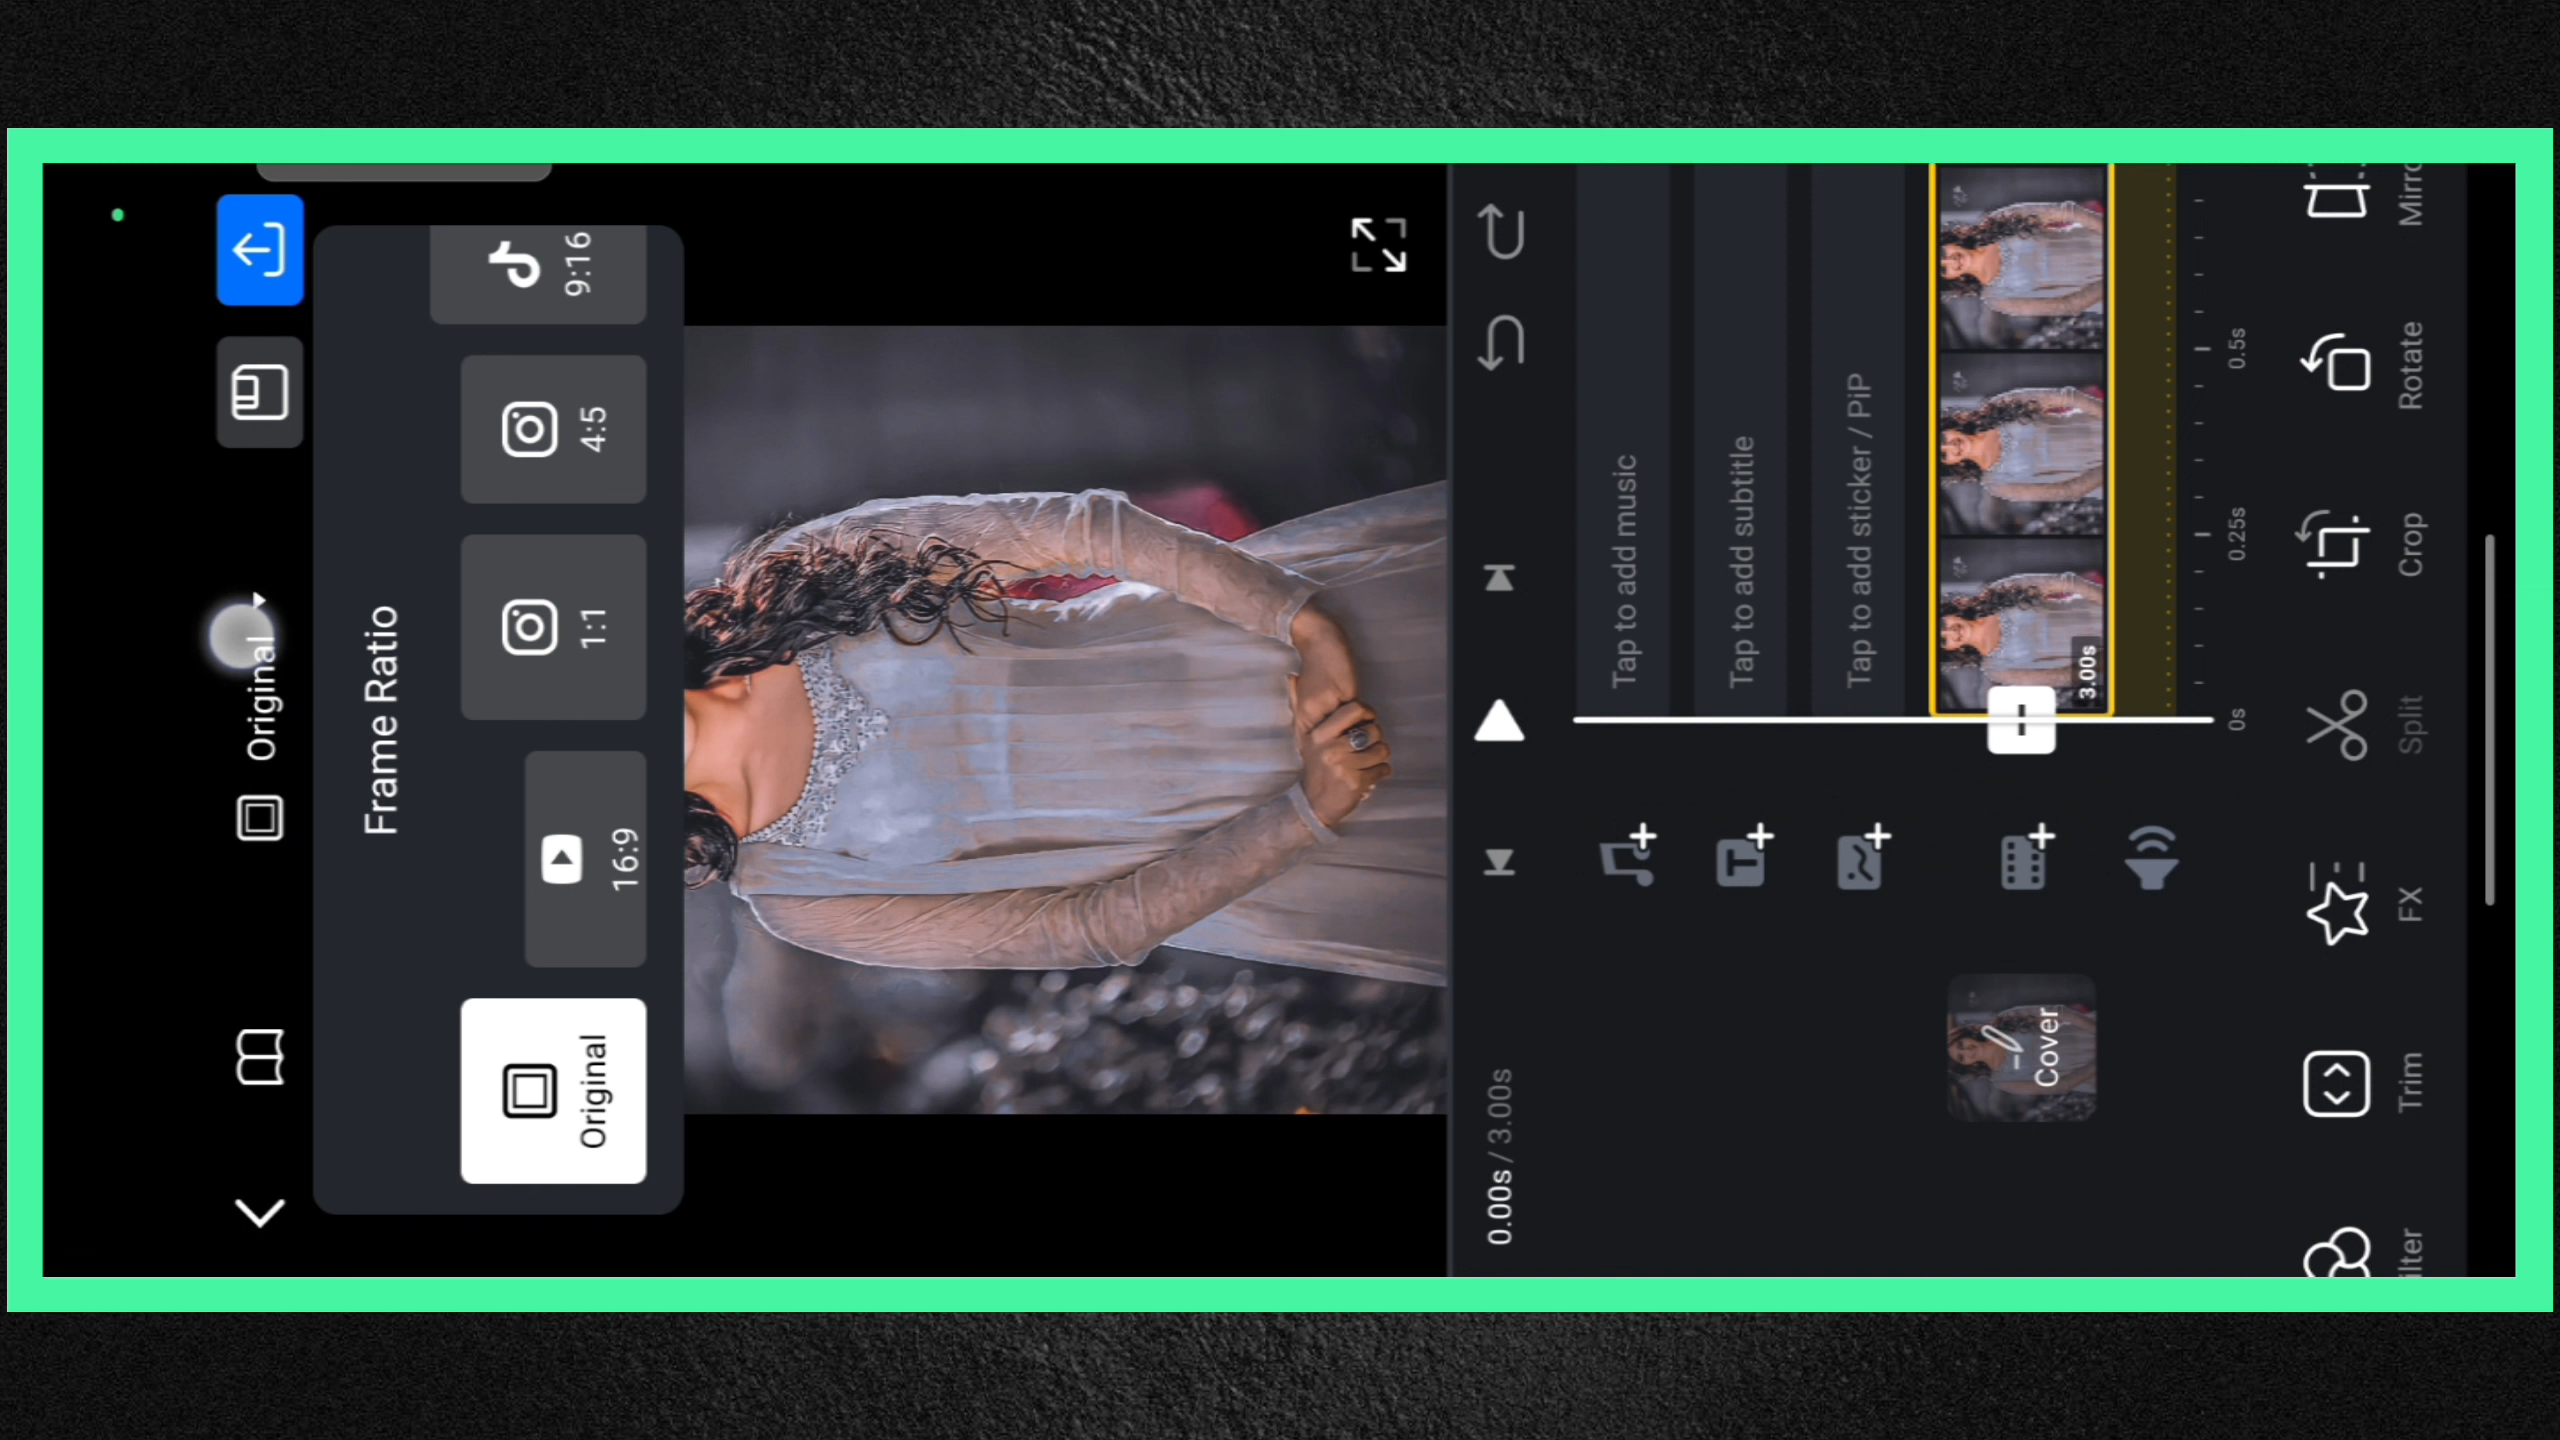 Original
Frame Ratio
Original
16:9
1:1
4:5
9:16
0.00s / 3.00s
Tap to add music
Tap to add subtitle
Tap to add sticker / PiP
Cover
3.00s
0s
0.25s
0.5s
ilter
Trim
FX
Split
Crop
Rotate
Mirro